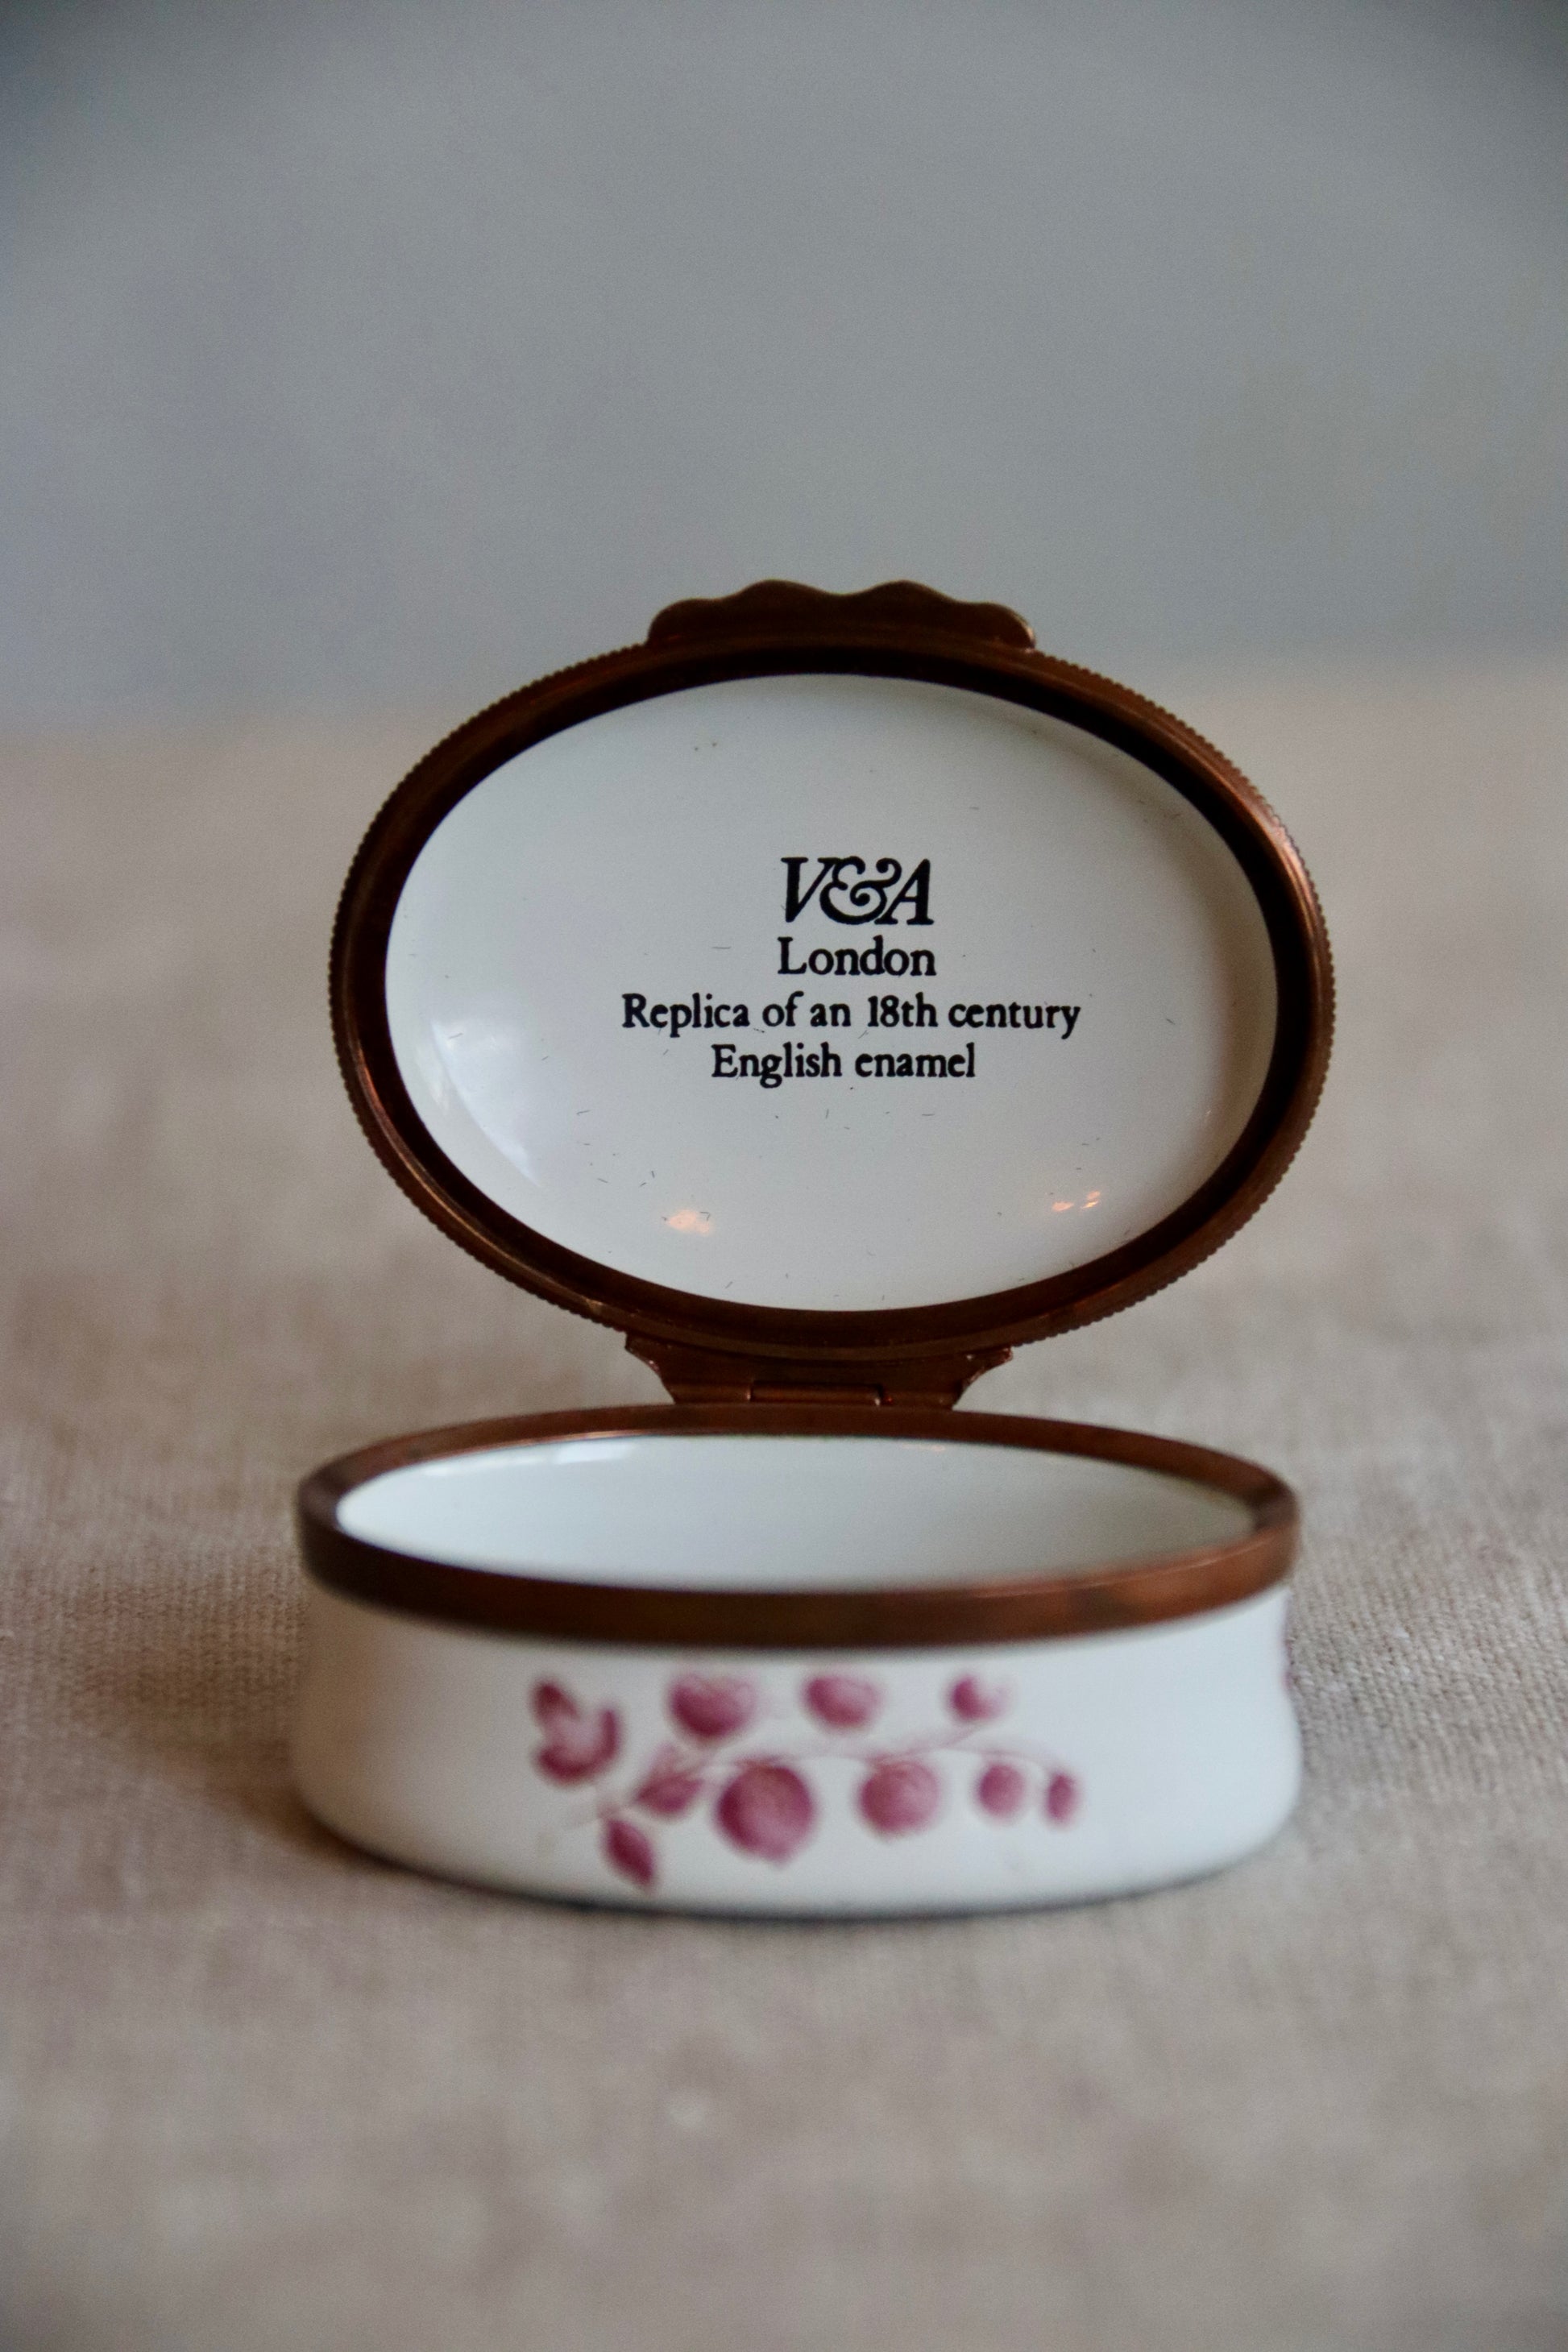 V&A
London
Replica of an 18th century
English enamel